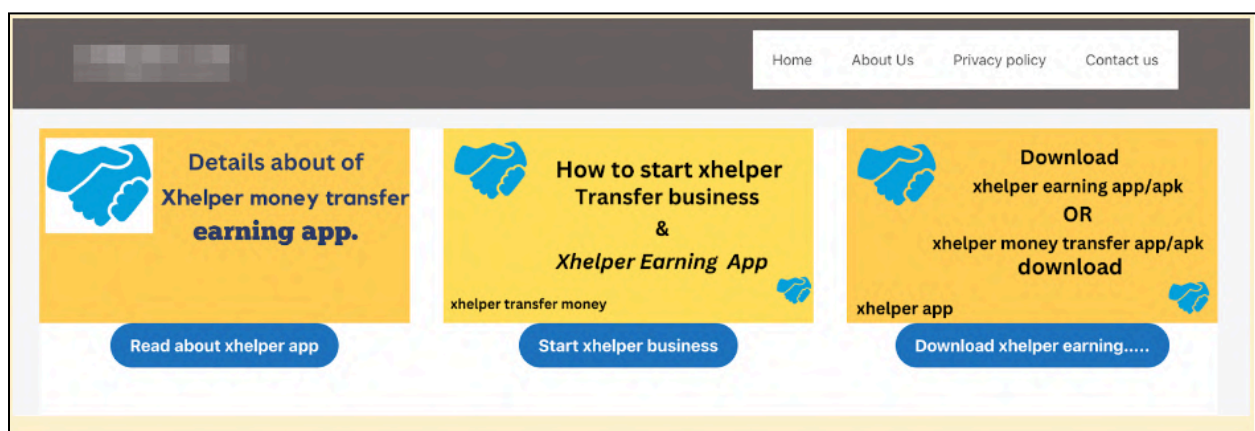 Home About Us Privacy policy Contact us
Details about of
Xhelper money transfer
earning app.
Read about xhelper app
How to start xhelper
Transfer business
&
Xhelper Earning App
xhelper transfer money
Start xhelper business
Download
xhelper earning app/apk
OR
xhelper money transfer app/apk
download
xhelper app
Download xhelper earning.....